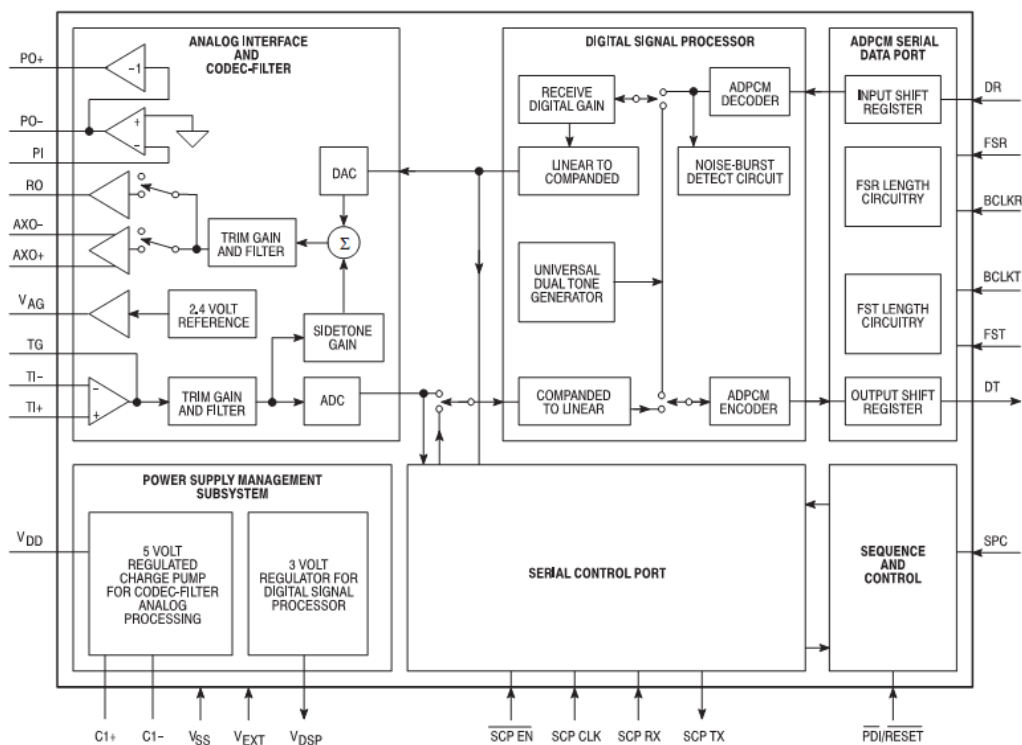 ANALOG INTERFACE
AND
CODEC-FILTER
DIGITAL SIGNAL PROCESSOR
ADPCM SERIAL
DATA PORT
PO+
-1
PO-
+
-
PI
RO
AXO-
AXO+
VAG
TG
TI-
TI+
-
+
DAC
Σ
TRIM GAIN
AND FILTER
2.4 VOLT
REFERENCE
SIDETONE
GAIN
TRIM GAIN
AND FILTER
ADC
RECEIVE
DIGITAL GAIN
ADPCM
DECODER
LINEAR TO
COMPANDED
NOISE-BURST
DETECT CIRCUIT
UNIVERSAL
DUAL TONE
GENERATOR
COMPANDED
TO LINEAR
ADPCM
ENCODER
INPUT SHIFT
REGISTER
FSR LENGTH
CIRCUITRY
FST LENGTH
CIRCUITRY
OUTPUT SHIFT
REGISTER
DR
FSR
BCLKR
BCLKT
FST
DT
POWER SUPPLY MANAGEMENT
SUBSYSTEM
VDD
5 VOLT
REGULATED
CHARGE PUMP
FOR CODEC-FILTER
ANALOG
PROCESSING
3 VOLT
REGULATOR FOR
DIGITAL SIGNAL
PROCESSOR
SERIAL CONTROL PORT
SEQUENCE
AND
CONTROL
SPC
C1+
C1-
VSS
VEXT
VDSP
SCP EN
SCP CLK
SCP RX
SCP TX
PDI/RESET